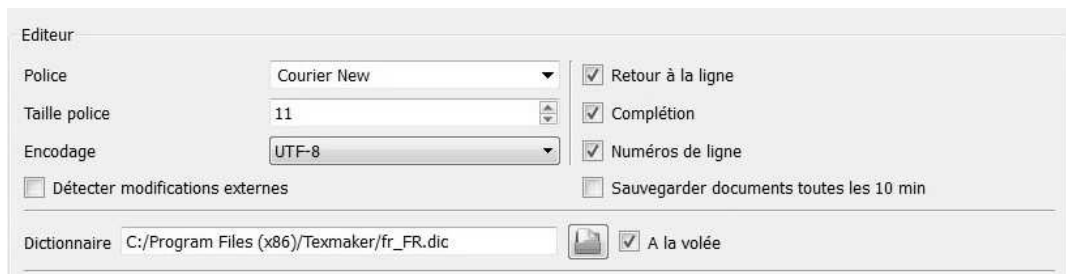 Editeur
Police Courier New Retour à la ligne
Taille police 11 Complétion
Encodage UTF-8 Numéros de ligne
Détecter modifications externes Sauvegarder documents toutes les 10 min
Dictionnaire C:/Program Files (x86)/Texmaker/fr_FR.dic A la volée